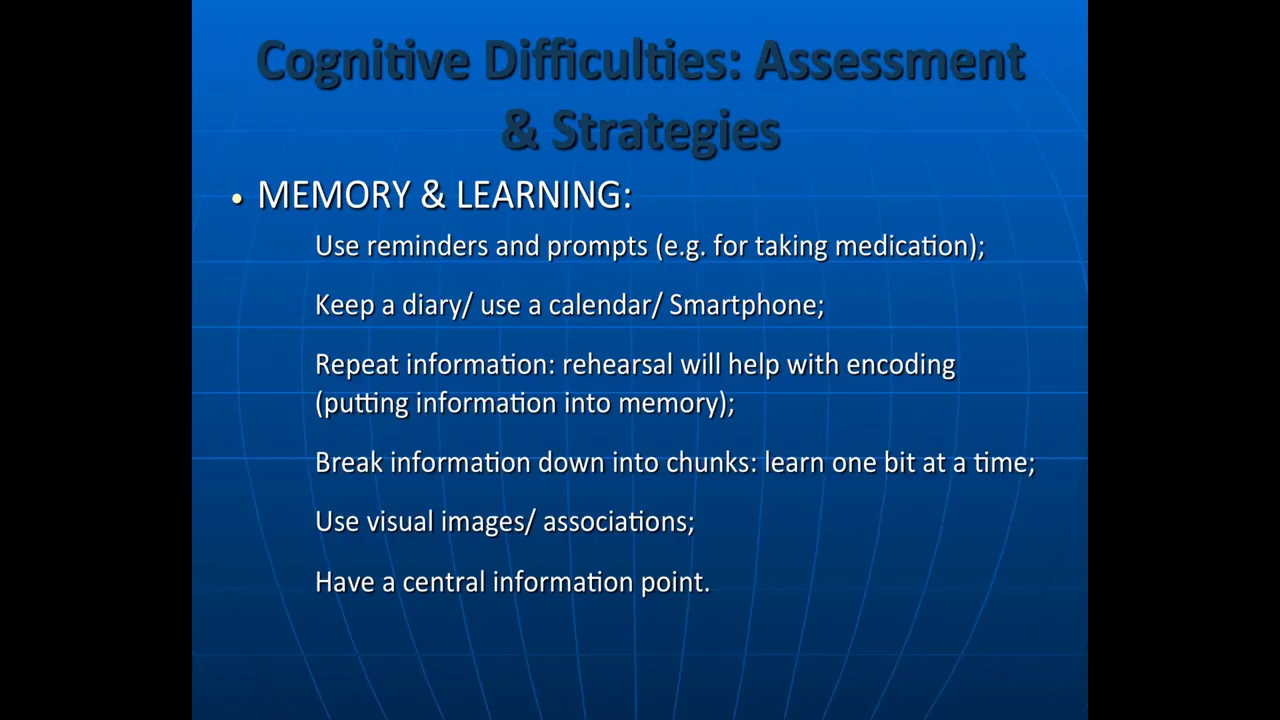 Cognitive Difficulties: Assessment
& Strategies
• MEMORY & LEARNING:
Use reminders and prompts (e.g. for taking medication);
Keep a diary/ use a calendar/ Smartphone;
Repeat information: rehearsal will help with encoding
(putting information into memory);
Break information down into chunks: learn one bit at a time;
Use visual images/ associations;
Have a central information point.